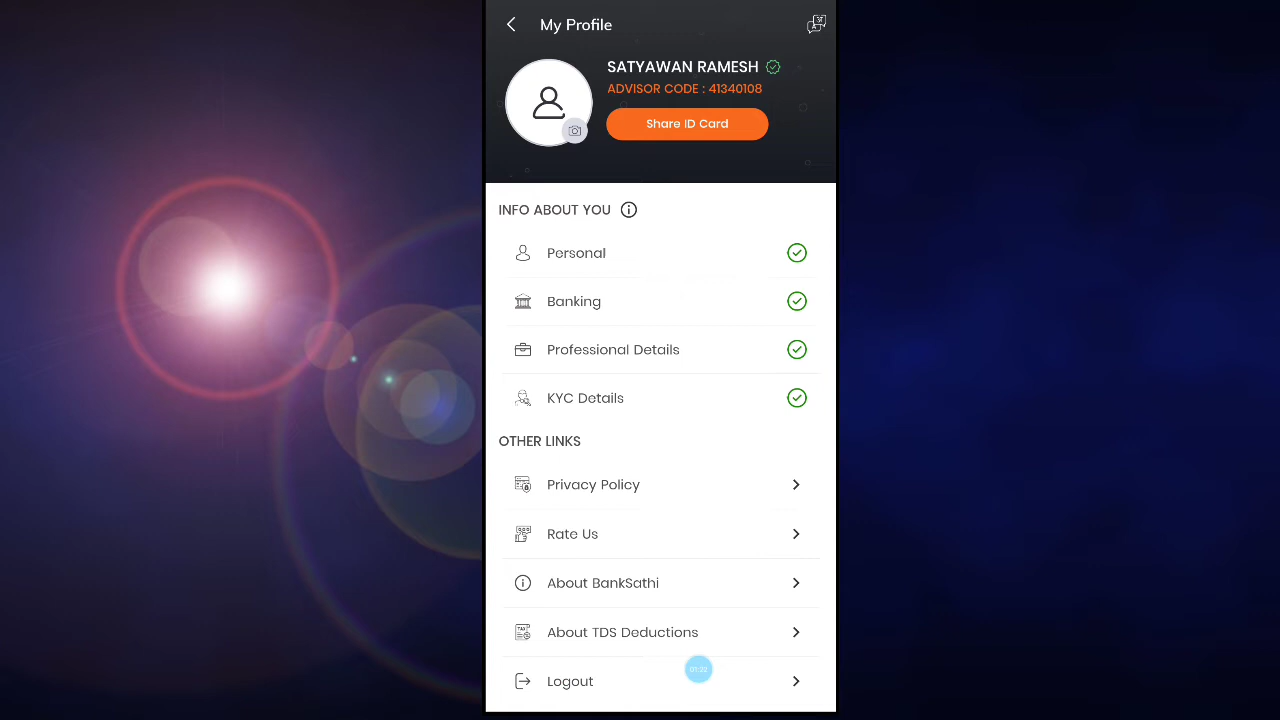 My Profile
SATYAWAN RAMESH
ADVISOR CODE : 41340108
Share ID Card
INFO ABOUT YOU
Personal
Banking
Professional Details
KYC Details
OTHER LINKS
Privacy Policy
Rate Us
About BankSathi
About TDS Deductions
Logout